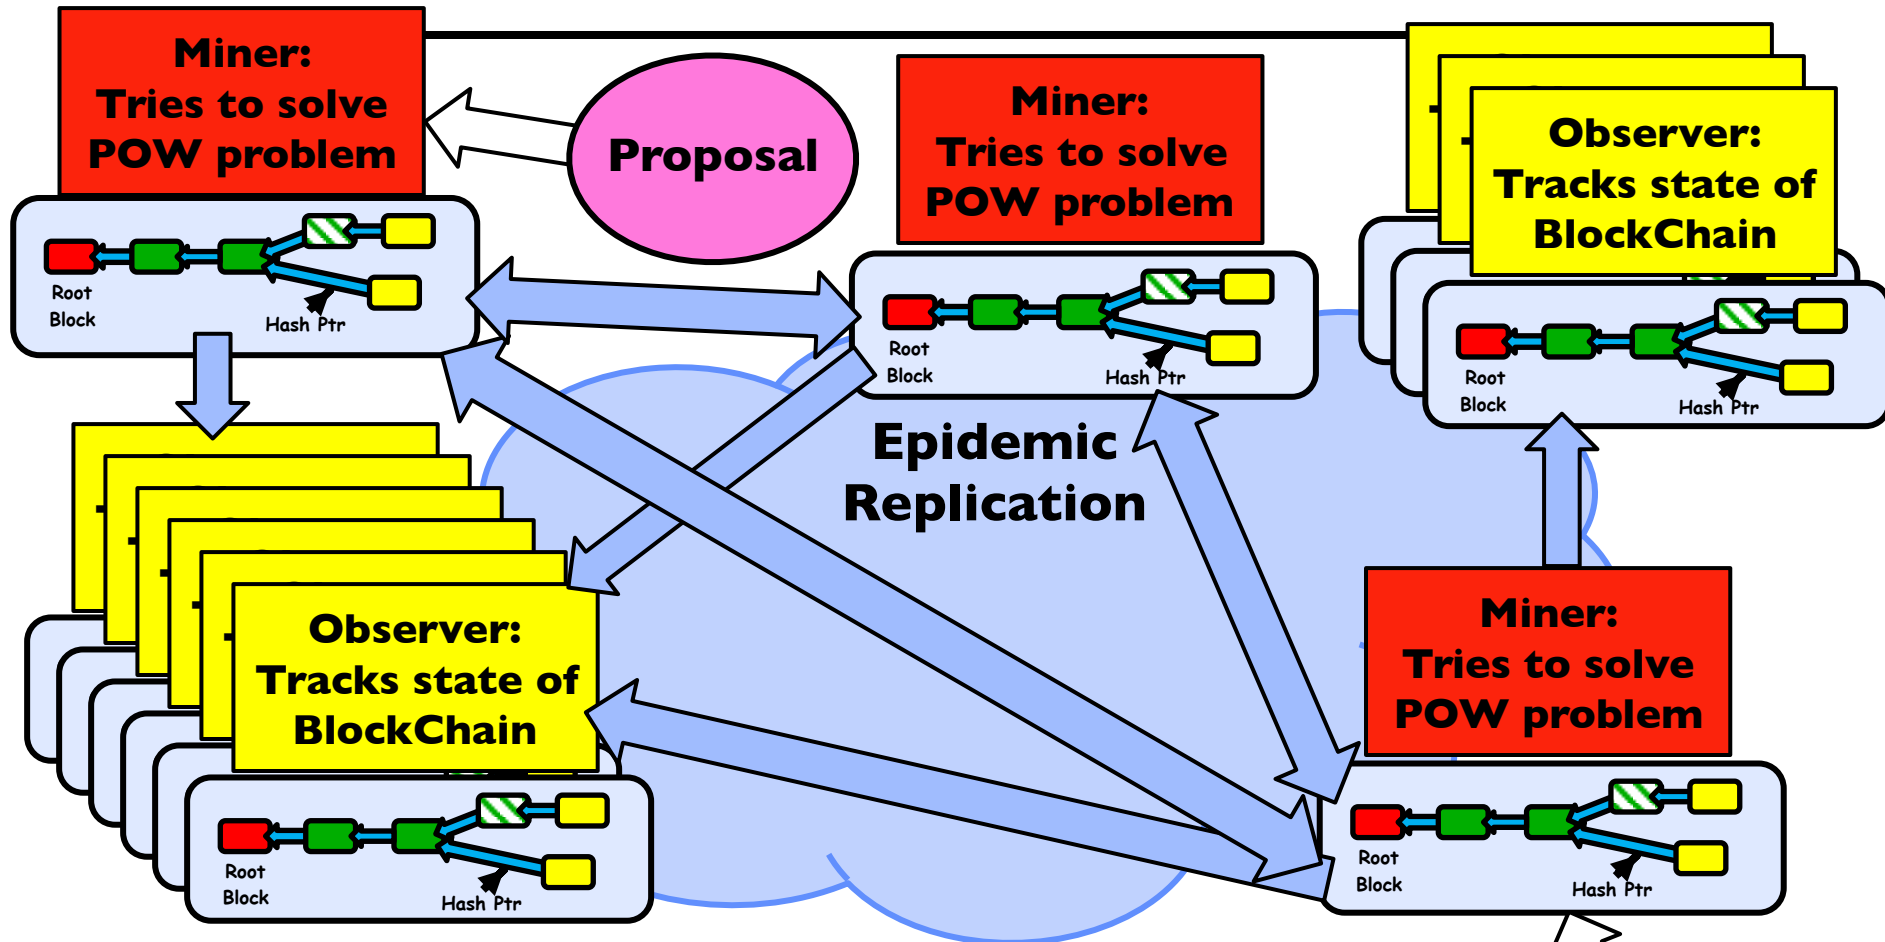 Miner:
Tries to solve
POW problem
Root
Block
Hash Ptr
Proposal
Miner:
Tries to solve
POW problem
Root
Block
Hash Ptr
Observer:
Tracks state of
BlockChain
Root
Block
Hash Ptr
Epidemic
Replication
Observer:
Tracks state of
BlockChain
Root
Block
Hash Ptr
Miner:
Tries to solve
POW problem
Root
Block
Hash Ptr